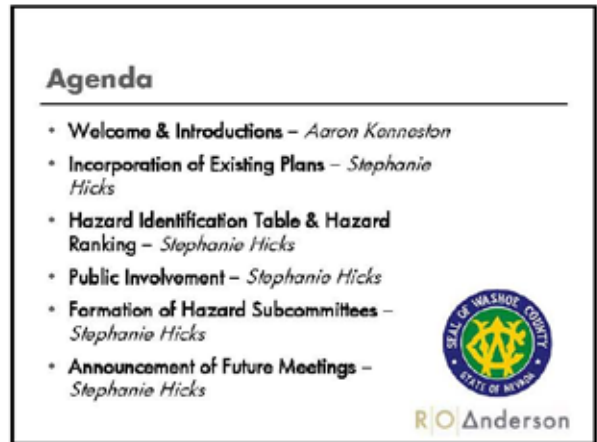 Agenda
• Welcome & Introductions – Aaron Kenneston
• Incorporation of Existing Plans – Stephanie
Hicks
• Hazard Identification Table & Hazard
Ranking – Stephanie Hicks
• Public Involvement – Stephanie Hicks
• Formation of Hazard Subcommittees –
Stephanie Hicks
• Announcement of Future Meetings –
Stephanie Hicks
SEAL OF WASHOE COUNTY
STATE OF NEVADA
R|O|Anderson